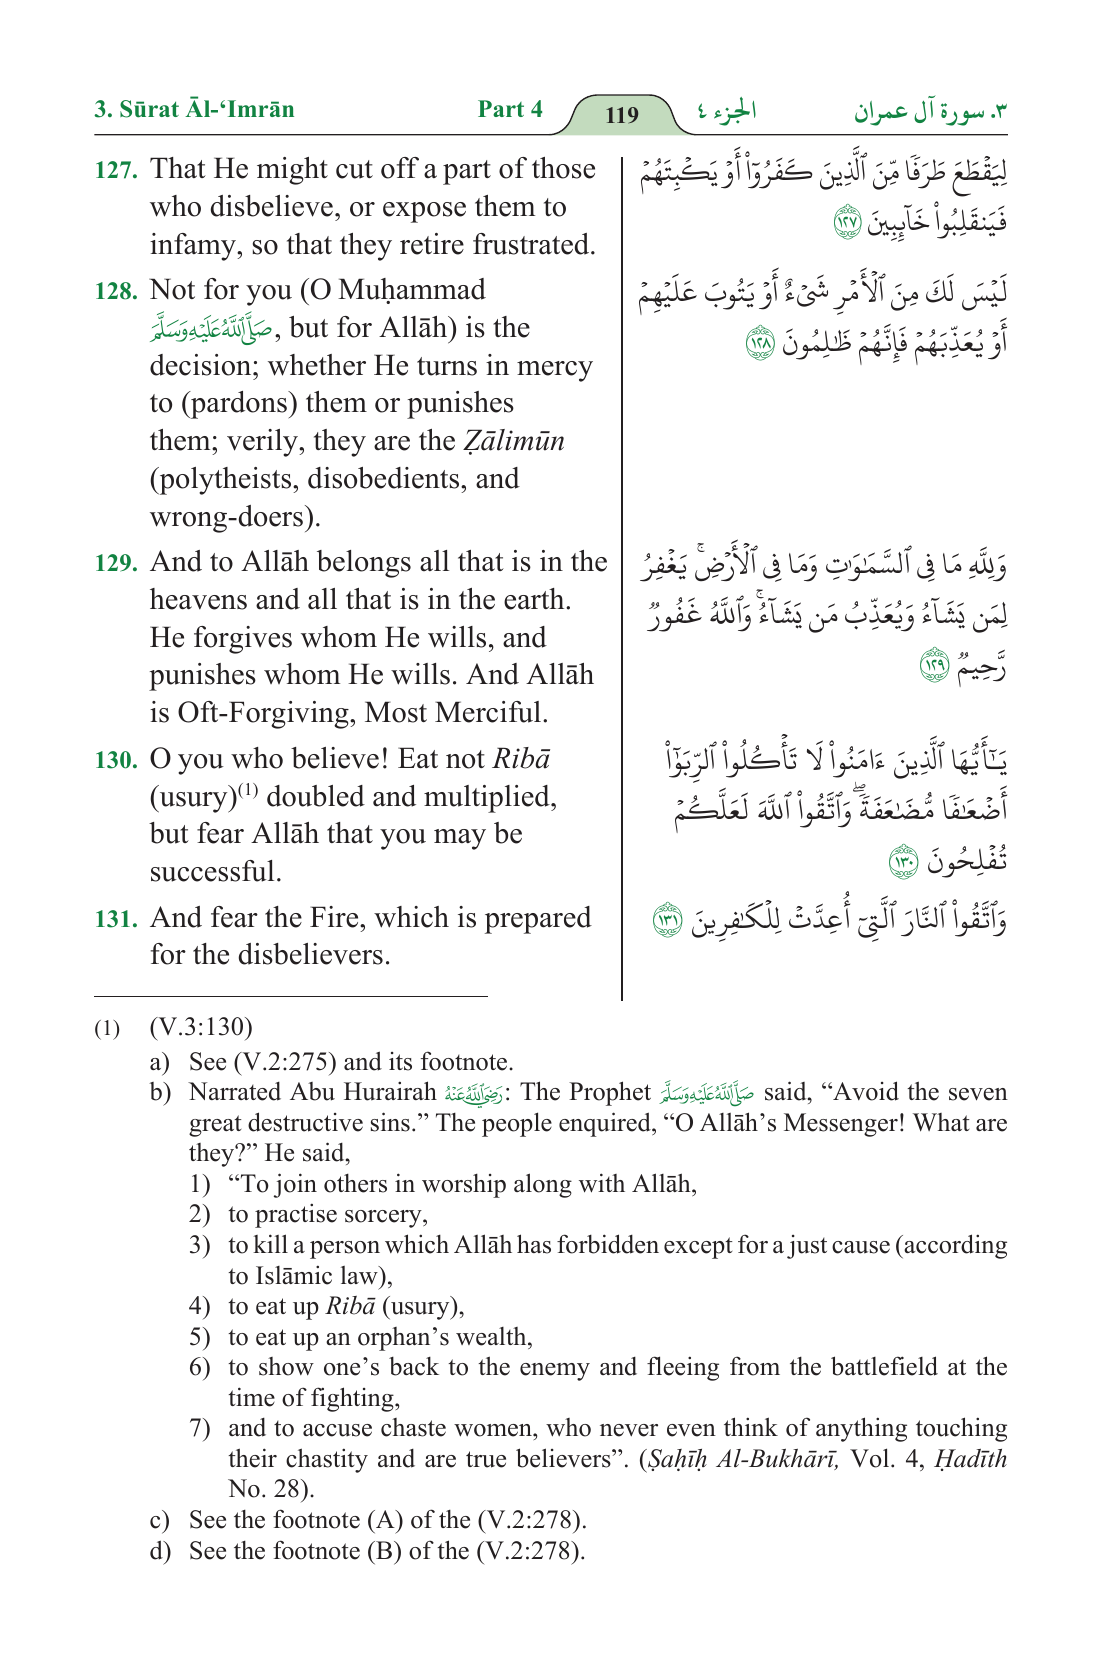 3. Sūrat Āl-‘Imrān Part 4 119 الجزء ٤ ٣. سورة آل عمران
127. That He might cut off a part of those
who disbelieve, or expose them to
infamy, so that they retire frustrated.
128. Not for you (O Muḥammad
صَلَّى اللَّهُ عَلَيْهِ وَسَلَّمَ, but for Allāh) is the
decision; whether He turns in mercy
to (pardons) them or punishes
them; verily, they are the Ẓālimūn
(polytheists, disobedients, and
wrong-doers).
129. And to Allāh belongs all that is in the
heavens and all that is in the earth.
He forgives whom He wills, and
punishes whom He wills. And Allāh
is Oft-Forgiving, Most Merciful.
130. O you who believe! Eat not Ribā
(usury)(1) doubled and multiplied,
but fear Allāh that you may be
successful.
131. And fear the Fire, which is prepared
for the disbelievers.
لِيَقۡطَعَ طَرَفٗا مِّنَ ٱلَّذِينَ كَفَرُوٓاْ أَوۡ يَكۡبِتَهُمۡ
فَيَنقَلِبُواْ خَآئِبِينَ ١٢٧
لَيۡسَ لَكَ مِنَ ٱلۡأَمۡرِ شَيۡءٌ أَوۡ يَتُوبَ عَلَيۡهِمۡ
أَوۡ يُعَذِّبَهُمۡ فَإِنَّهُمۡ ظَٰلِمُونَ ١٢٨
وَلِلَّهِ مَا فِي ٱلسَّمَٰوَٰتِ وَمَا فِي ٱلۡأَرۡضِۚ يَغۡفِرُ
لِمَن يَشَآءُ وَيُعَذِّبُ مَن يَشَآءُۚ وَٱللَّهُ غَفُورٞ
رَّحِيمٞ ١٢٩
يَٰٓأَيُّهَا ٱلَّذِينَ ءَامَنُواْ لَا تَأۡكُلُواْ ٱلرِّبَوٰٓاْ
أَضۡعَٰفٗا مُّضَٰعَفَةٗۖ وَٱتَّقُواْ ٱللَّهَ لَعَلَّكُمۡ
تُفۡلِحُونَ ١٣٠
وَٱتَّقُواْ ٱلنَّارَ ٱلَّتِيٓ أُعِدَّتۡ لِلۡكَٰفِرِينَ ١٣١
(1) (V.3:130)
a) See (V.2:275) and its footnote.
b) Narrated Abu Hurairah رَضِيَ اللَّهُ عَنْهُ: The Prophet صَلَّى اللَّهُ عَلَيْهِ وَسَلَّمَ said, “Avoid the seven
great destructive sins.” The people enquired, “O Allāh’s Messenger! What are
they?” He said,
1) “To join others in worship along with Allāh,
2) to practise sorcery,
3) to kill a person which Allāh has forbidden except for a just cause (according
to Islāmic law),
4) to eat up Ribā (usury),
5) to eat up an orphan’s wealth,
6) to show one’s back to the enemy and fleeing from the battlefield at the
time of fighting,
7) and to accuse chaste women, who never even think of anything touching
their chastity and are true believers”. (Ṣaḥīḥ Al-Bukhārī, Vol. 4, Ḥadīth
No. 28).
c) See the footnote (A) of the (V.2:278).
d) See the footnote (B) of the (V.2:278).